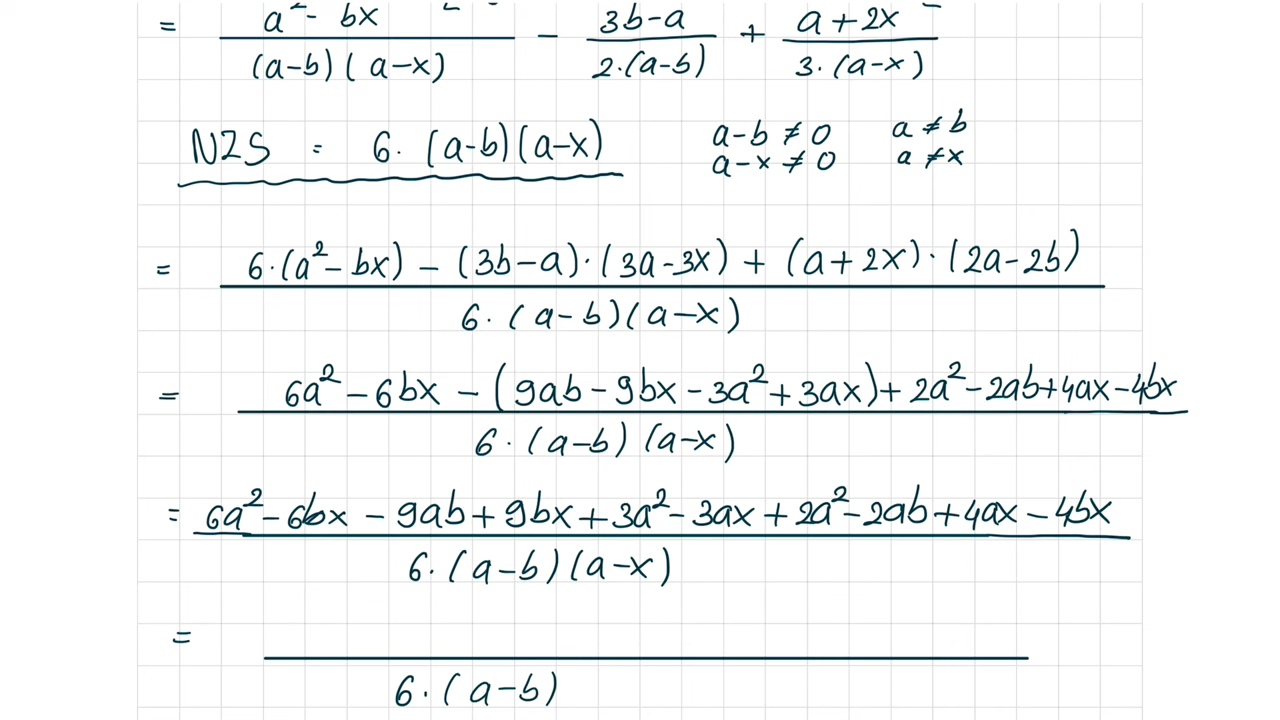 = (a² - bx)/((a-b)(a-x)) - (3b-a)/(2·(a-b)) + (a+2x)/(3·(a-x))
NZS = 6·(a-b)(a-x) a-b≠0 a≠b
a-x≠0 a≠x
= (6·(a²-bx) - (3b-a)·(3a-3x) + (a+2x)·(2a-2b))/(6·(a-b)(a-x))
= (6a² - 6bx - (9ab - 9bx - 3a² + 3ax) + 2a² - 2ab + 4ax - 4bx)/(6·(a-b)(a-x))
= (6a² - 6bx - 9ab + 9bx + 3a² - 3ax + 2a² - 2ab + 4ax - 4bx)/(6·(a-b)(a-x))
= /(6·(a-b)